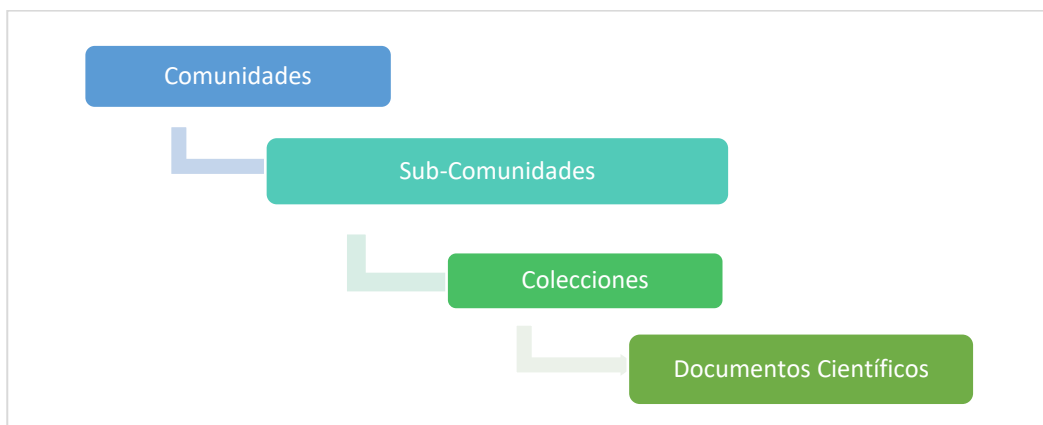 Comunidades
Sub-Comunidades
Colecciones
Documentos Científicos